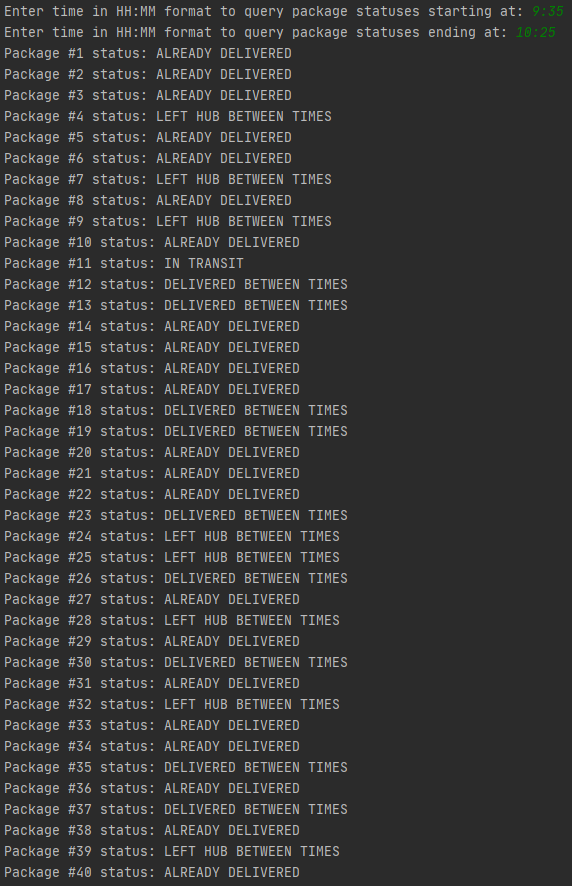 Enter time in HH:MM format to query package statuses starting at: 9:35
Enter time in HH:MM format to query package statuses ending at: 10:25
Package #1 status: ALREADY DELIVERED
Package #2 status: ALREADY DELIVERED
Package #3 status: ALREADY DELIVERED
Package #4 status: LEFT HUB BETWEEN TIMES
Package #5 status: ALREADY DELIVERED
Package #6 status: ALREADY DELIVERED
Package #7 status: LEFT HUB BETWEEN TIMES
Package #8 status: ALREADY DELIVERED
Package #9 status: LEFT HUB BETWEEN TIMES
Package #10 status: ALREADY DELIVERED
Package #11 status: IN TRANSIT
Package #12 status: DELIVERED BETWEEN TIMES
Package #13 status: DELIVERED BETWEEN TIMES
Package #14 status: ALREADY DELIVERED
Package #15 status: ALREADY DELIVERED
Package #16 status: ALREADY DELIVERED
Package #17 status: ALREADY DELIVERED
Package #18 status: DELIVERED BETWEEN TIMES
Package #19 status: DELIVERED BETWEEN TIMES
Package #20 status: ALREADY DELIVERED
Package #21 status: ALREADY DELIVERED
Package #22 status: ALREADY DELIVERED
Package #23 status: DELIVERED BETWEEN TIMES
Package #24 status: LEFT HUB BETWEEN TIMES
Package #25 status: LEFT HUB BETWEEN TIMES
Package #26 status: DELIVERED BETWEEN TIMES
Package #27 status: ALREADY DELIVERED
Package #28 status: LEFT HUB BETWEEN TIMES
Package #29 status: ALREADY DELIVERED
Package #30 status: DELIVERED BETWEEN TIMES
Package #31 status: ALREADY DELIVERED
Package #32 status: LEFT HUB BETWEEN TIMES
Package #33 status: ALREADY DELIVERED
Package #34 status: ALREADY DELIVERED
Package #35 status: DELIVERED BETWEEN TIMES
Package #36 status: ALREADY DELIVERED
Package #37 status: DELIVERED BETWEEN TIMES
Package #38 status: ALREADY DELIVERED
Package #39 status: LEFT HUB BETWEEN TIMES
Package #40 status: ALREADY DELIVERED